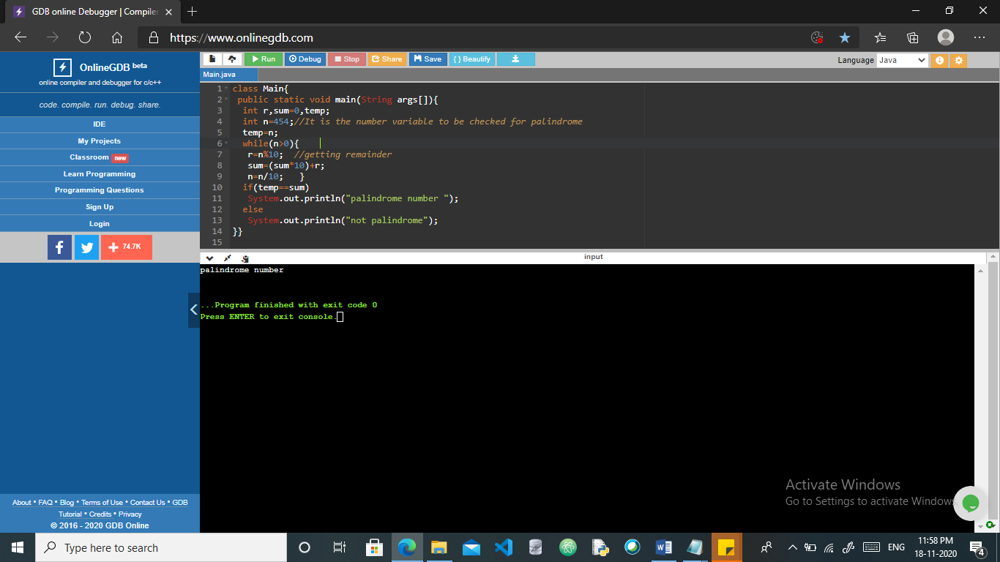 GDB online Debugger | Compiler
https://www.onlinegdb.com
OnlineGDB beta
online compiler and debugger for c/c++
code. compile. run. debug. share.
IDE
My Projects
Classroom new
Learn Programming
Programming Questions
Sign Up
Login
f
74.7K
About • FAQ • Blog • Terms of Use • Contact Us • GDB
Tutorial • Credits • Privacy
© 2016 - 2020 GDB Online
Run Debug Stop Share Save { } Beautify
Language Java
Main.java
1 class Main{
2 public static void main(String args[]){
3 int r,sum=0,temp;
4 int n=454;//It is the number variable to be checked for palindrome
5 temp=n;
6 while(n>0){
7 r=n%10; //getting remainder
8 sum=(sum*10)+r;
9 n=n/10; }
10 if(temp==sum)
11 System.out.println("palindrome number ");
12 else
13 System.out.println("not palindrome");
14 }}
15
input
palindrome number
...Program finished with exit code 0
Press ENTER to exit console.
Activate Windows
Go to Settings to activate Windows.
Type here to search
ENG
11:58 PM
18-11-2020
4